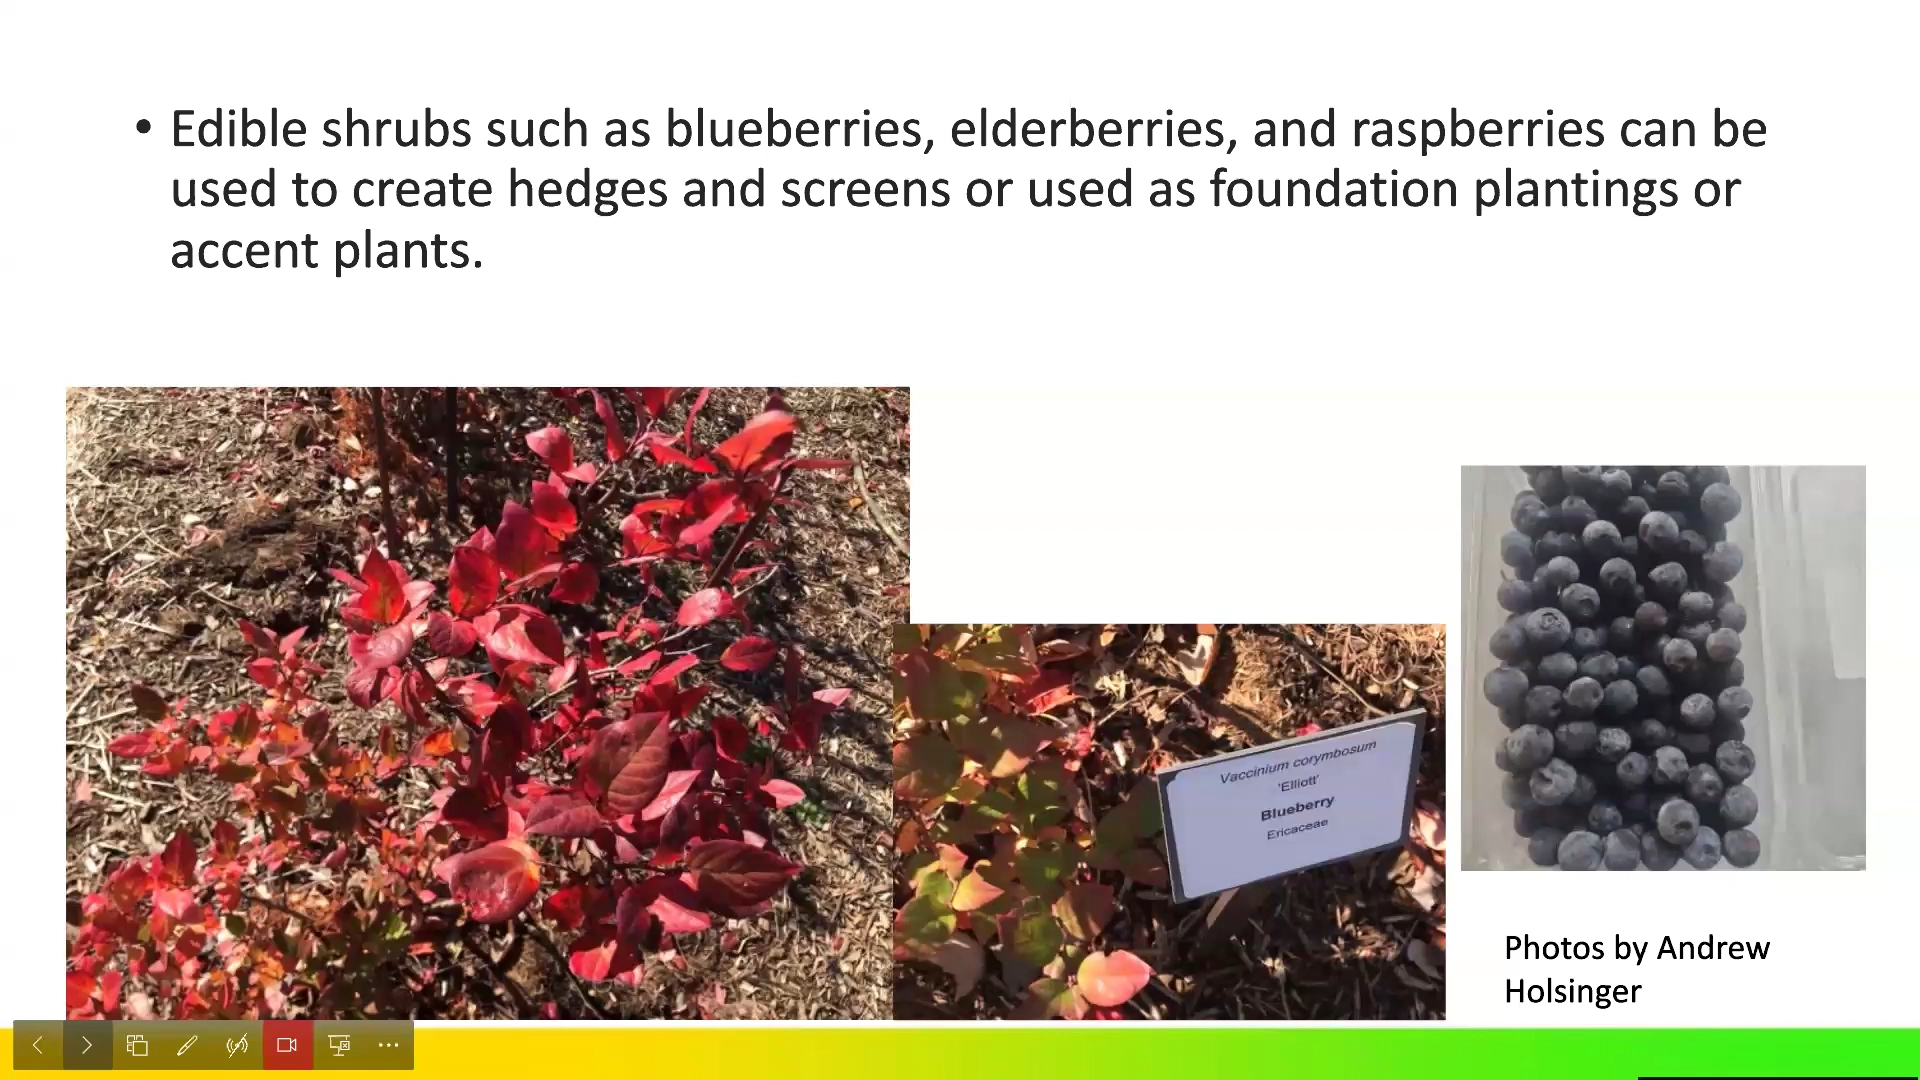 • Edible shrubs such as blueberries, elderberries, and raspberries can be
used to create hedges and screens or used as foundation plantings or
accent plants.
Vaccinium corymbosum
'Elliott'
Blueberry
Ericaceae
Photos by Andrew
Holsinger